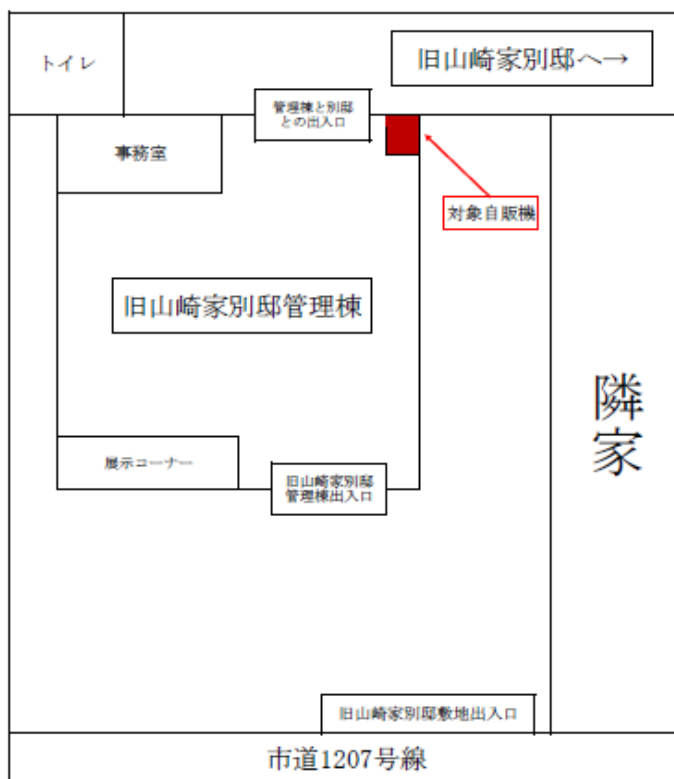 トイレ
旧山崎家別邸へ→
管理棟と別邸
との出入口
事務室
対象自販機
旧山崎家別邸管理棟
隣家
展示コーナー
旧山崎家別邸
管理棟出入口
旧山崎家別邸敷地出入口
市道1207号線